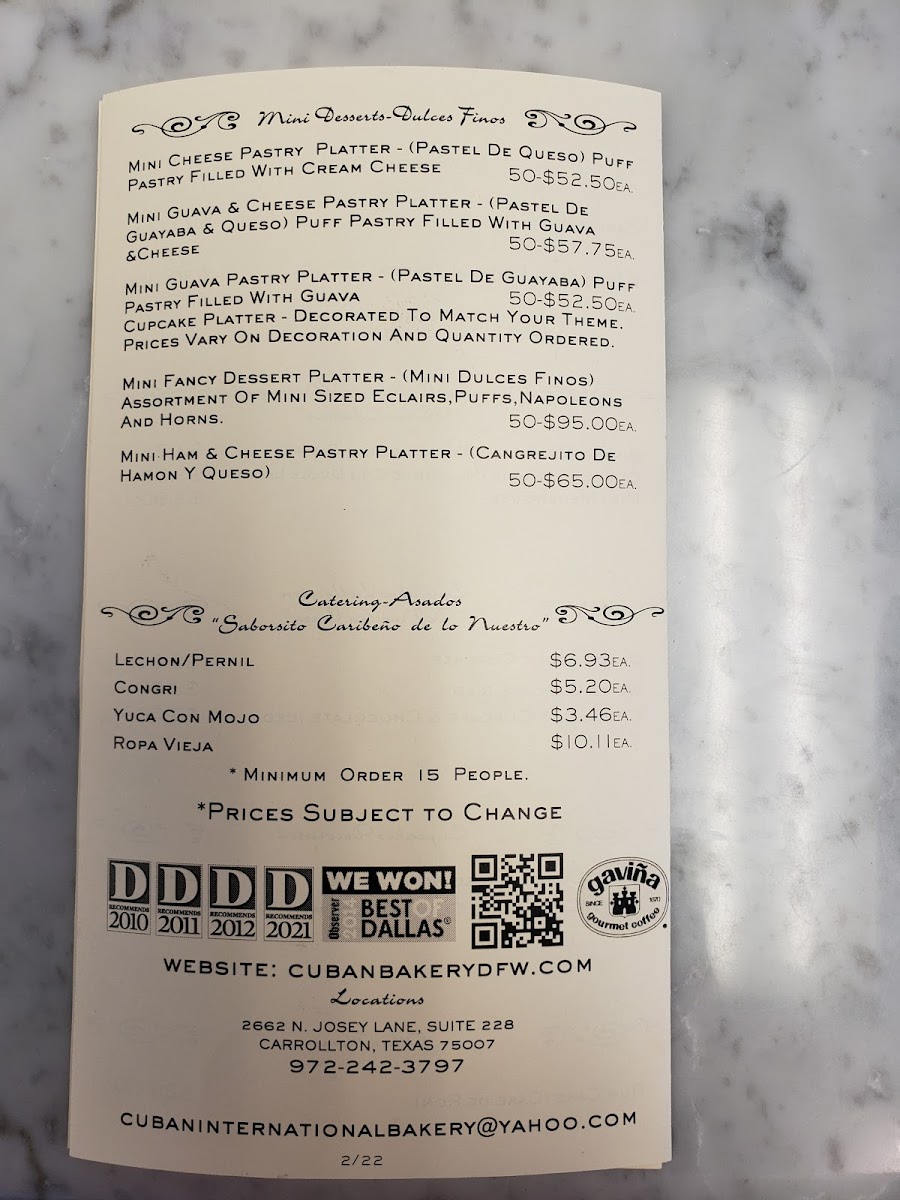 Mini Desserts-Dulces Finos
MINI CHEESE PASTRY PLATTER - (PASTEL DE QUESO) PUFF
PASTRY FILLED WITH CREAM CHEESE 50-$52.50EA.
MINI GUAVA & CHEESE PASTRY PLATTER - (PASTEL DE
GUAYABA & QUESO) PUFF PASTRY FILLED WITH GUAVA
&CHEESE 50-$57.75EA.
MINI GUAVA PASTRY PLATTER - (PASTEL DE GUAYABA) PUFF
PASTRY FILLED WITH GUAVA 50-$52.50EA.
CUPCAKE PLATTER - DECORATED TO MATCH YOUR THEME.
PRICES VARY ON DECORATION AND QUANTITY ORDERED.
MINI FANCY DESSERT PLATTER - (MINI DULCES FINOS)
ASSORTMENT OF MINI SIZED ECLAIRS,PUFFS,NAPOLEONS
AND HORNS. 50-$95.00EA.
MINI HAM & CHEESE PASTRY PLATTER - (CANGREJITO DE
HAMON Y QUESO) 50-$65.00EA.
Catering-Asados
"Saborsito Caribeño de lo Nuestro"
LECHON/PERNIL $6.93EA.
CONGRI $5.20EA.
YUCA CON MOJO $3.46EA.
ROPA VIEJA $10.11EA.
* MINIMUM ORDER 15 PEOPLE.
*PRICES SUBJECT TO CHANGE
D RECOMMENDS 2010
D RECOMMENDS 2011
D RECOMMENDS 2012
D RECOMMENDS 2021
WE WON!
Observer 2014 BEST OF
DALLAS®
gaviña
SINCE 1870
gourmet coffee
WEBSITE: CUBANBAKERYDFW.COM
Locations
2662 N. JOSEY LANE, SUITE 228
CARROLLTON, TEXAS 75007
972-242-3797
CUBANINTERNATIONALBAKERY@YAHOO.COM
2/22